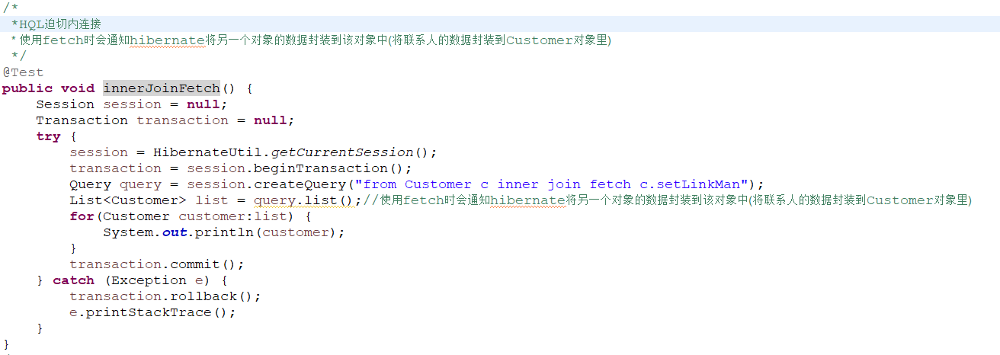 /*
 *HQL迫切内连接
 * 使用fetch时会通知hibernate将另一个对象的数据封装到该对象中(将联系人的数据封装到Customer对象里)
 */
@Test
public void innerJoinFetch() {
    Session session = null;
    Transaction transaction = null;
    try {
        session = HibernateUtil.getCurrentSession();
        transaction = session.beginTransaction();
        Query query = session.createQuery("from Customer c inner join fetch c.setLinkMan");
        List<Customer> list = query.list();//使用fetch时会通知hibernate将另一个对象的数据封装到该对象中(将联系人的数据封装到Customer对象里)
        for(Customer customer:list) {
            System.out.println(customer);
        }
        transaction.commit();
    } catch (Exception e) {
        transaction.rollback();
        e.printStackTrace();
    }
}